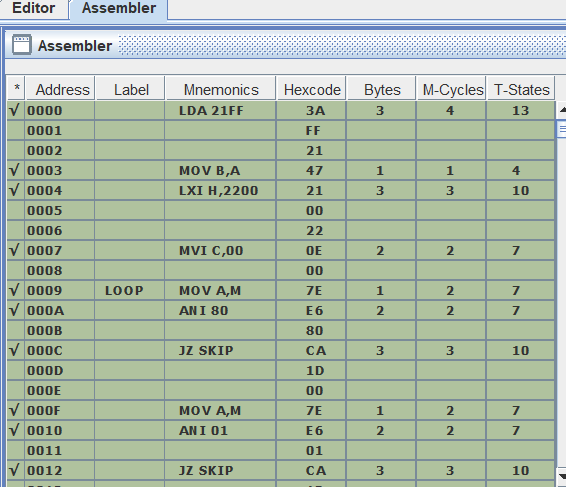 Editor Assembler
Assembler
* Address Label Mnemonics Hexcode Bytes M-Cycles T-States
√ 0000 LDA 21FF 3A 3 4 13
0001 FF
0002 21
√ 0003 MOV B,A 47 1 1 4
√ 0004 LXI H,2200 21 3 3 10
0005 00
0006 22
√ 0007 MVI C,00 0E 2 2 7
0008 00
√ 0009 LOOP MOV A,M 7E 1 2 7
√ 000A ANI 80 E6 2 2 7
000B 80
√ 000C JZ SKIP CA 3 3 10
000D 1D
000E 00
√ 000F MOV A,M 7E 1 2 7
√ 0010 ANI 01 E6 2 2 7
0011 01
√ 0012 JZ SKIP CA 3 3 10